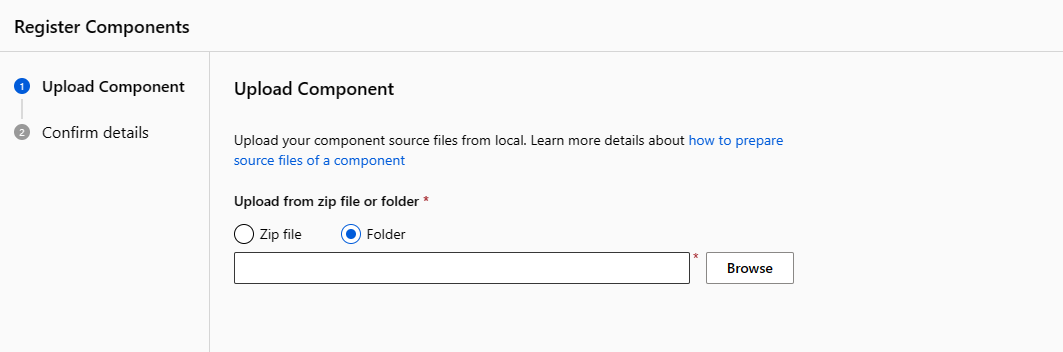 Register Components
1 Upload Component
2 Confirm details
Upload Component
Upload your component source files from local. Learn more details about how to prepare
source files of a component
Upload from zip file or folder *
Zip file Folder
* Browse